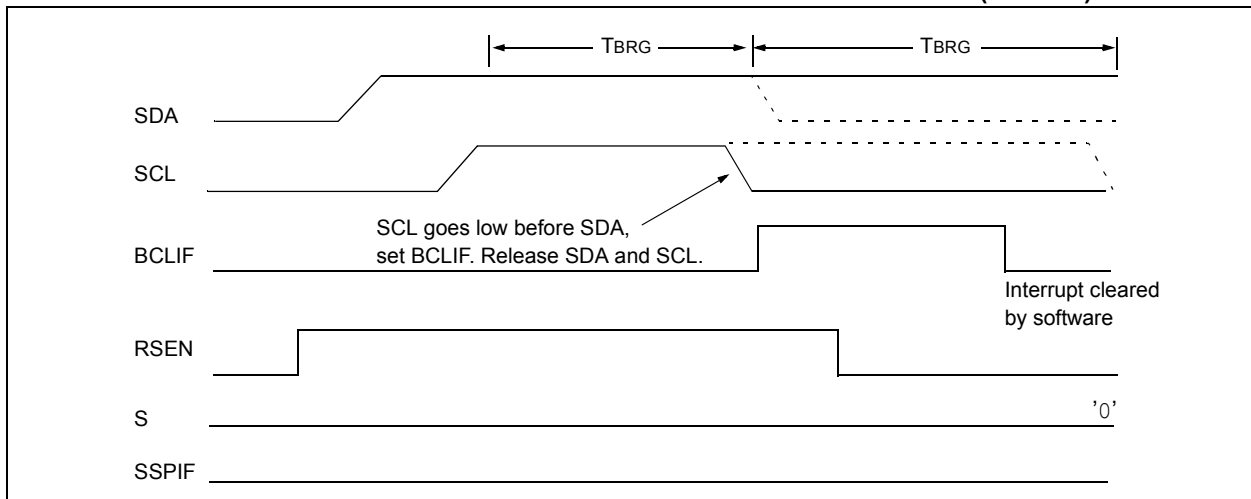 TBRG TBRG
SDA
SCL
SCL goes low before SDA,
set BCLIF. Release SDA and SCL.
BCLIF
Interrupt cleared
by software
RSEN
S '0'
SSPIF